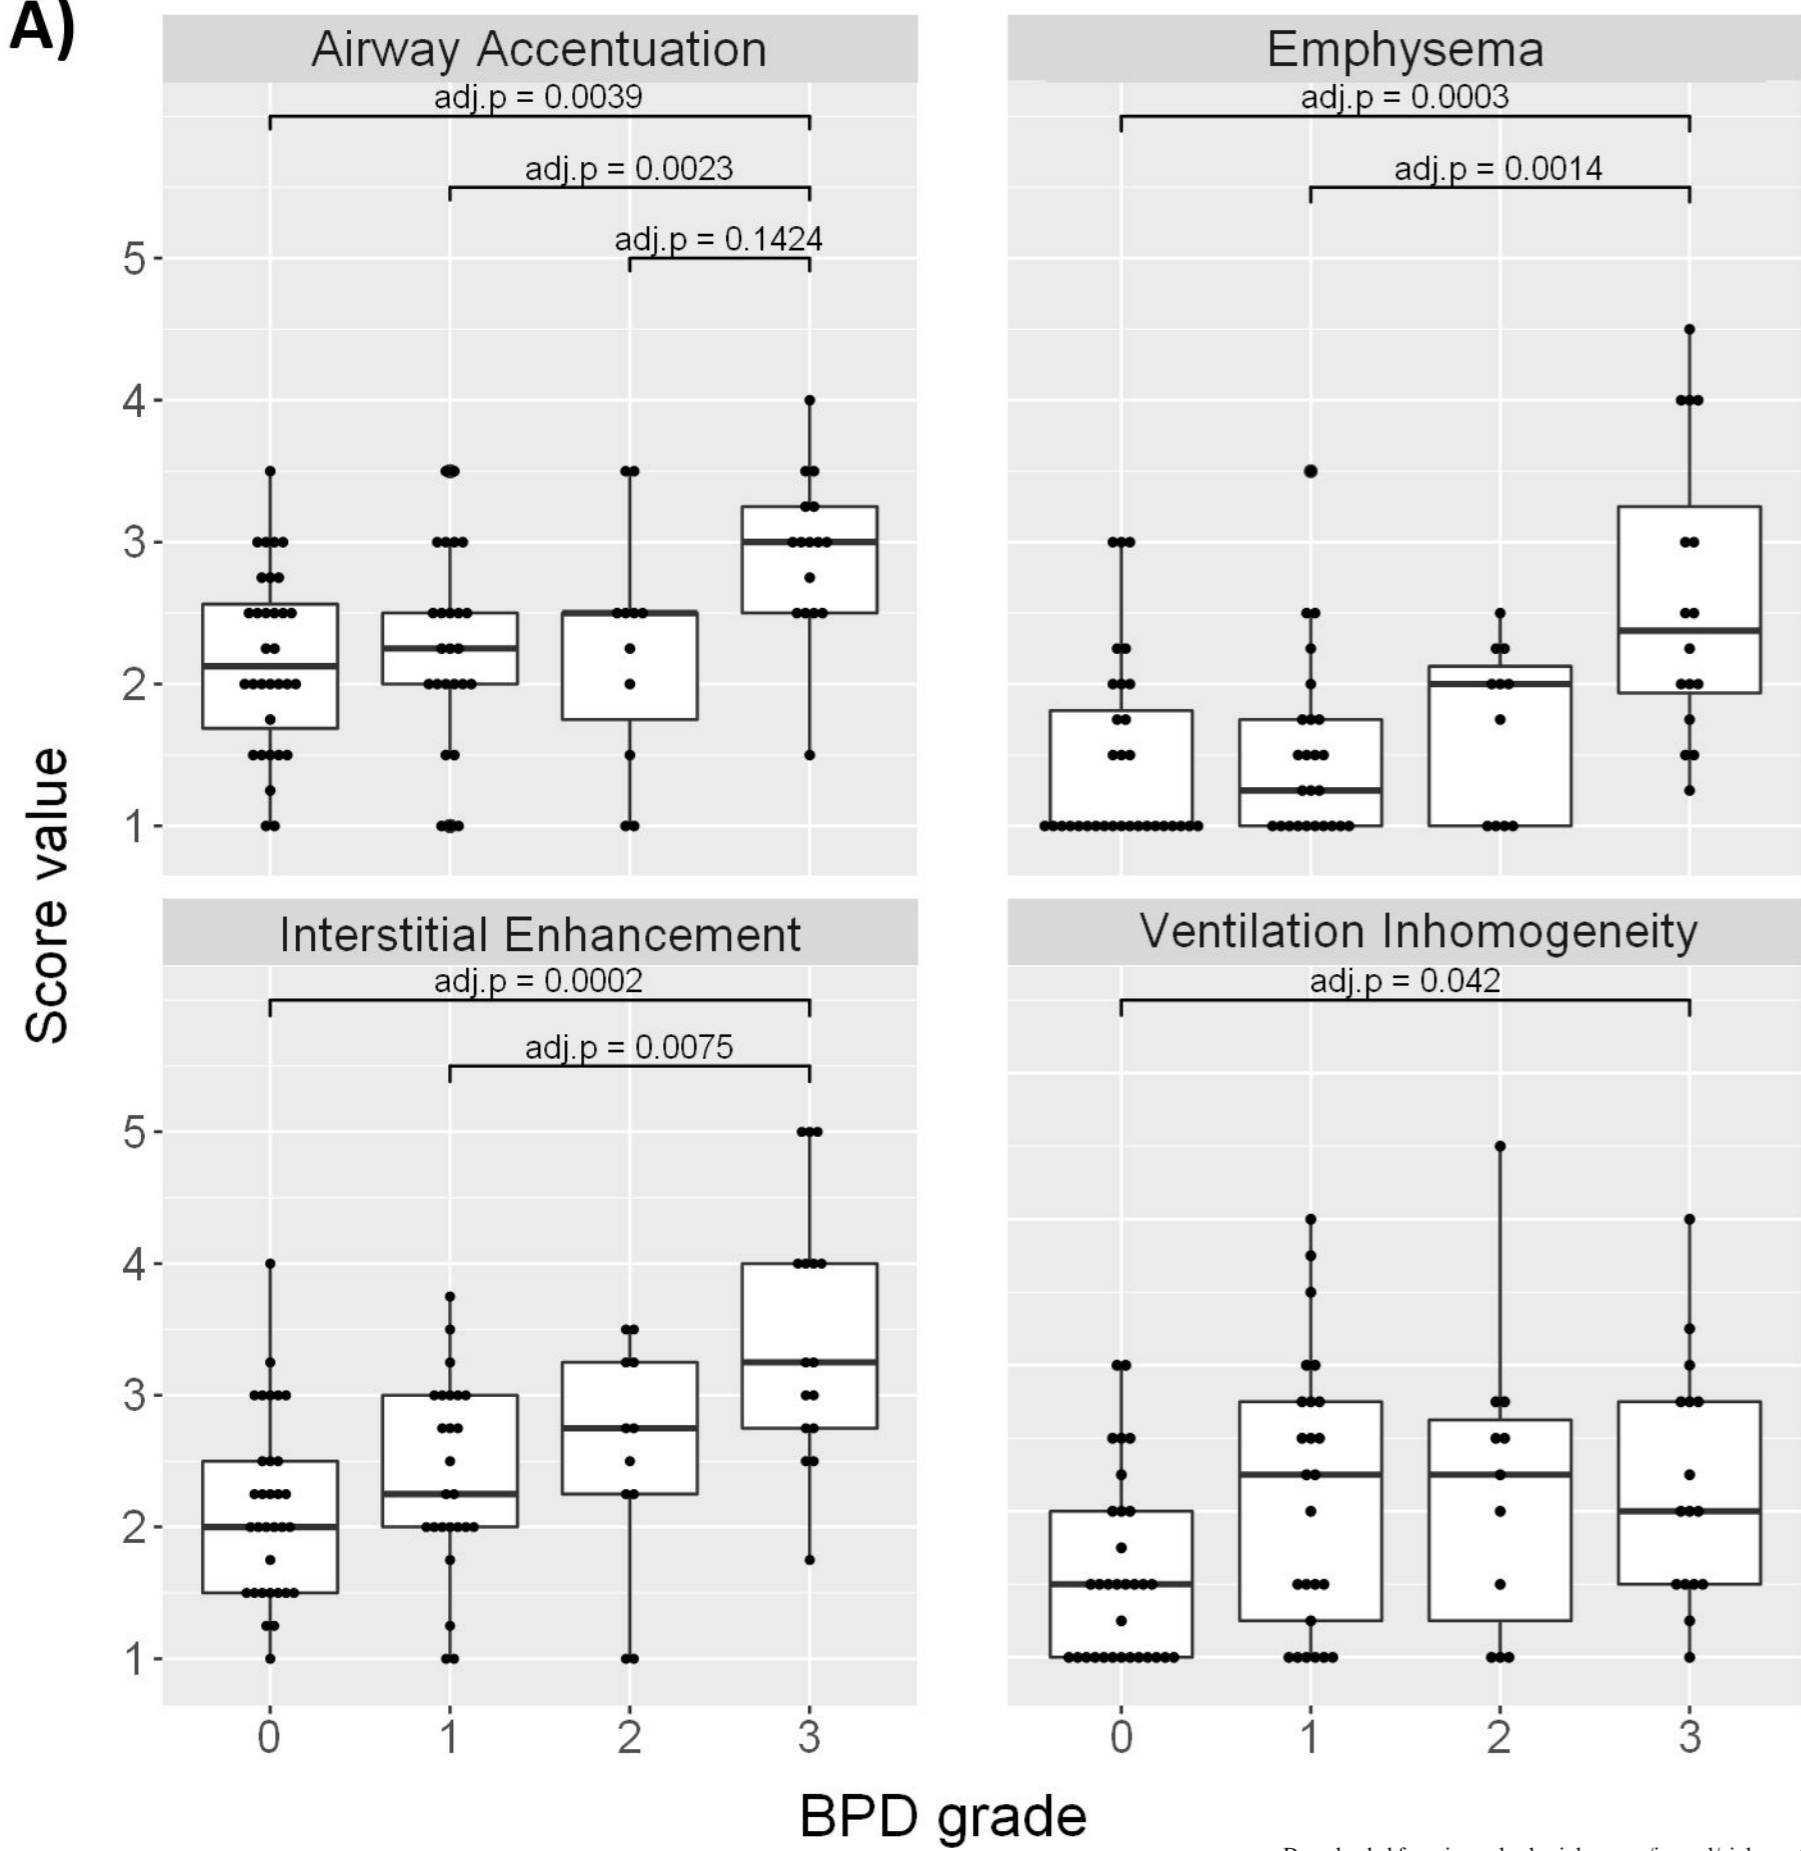 A)
Airway Accentuation
adj.p = 0.0039
adj.p = 0.0023
adj.p = 0.1424
5
4
3
2
1
Emphysema
adj.p = 0.0003
adj.p = 0.0014
Score value
Interstitial Enhancement
adj.p = 0.0002
adj.p = 0.0075
5
4
3
2
1
0 1 2 3
Ventilation Inhomogeneity
adj.p = 0.042
0 1 2 3
BPD grade